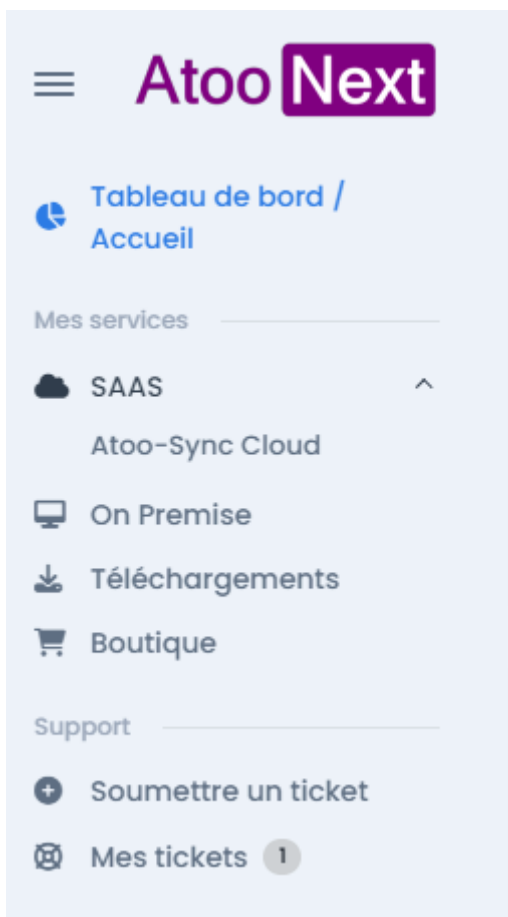 Atoo Next
Tableau de bord /
Accueil
Mes services
SAAS
Atoo-Sync Cloud
On Premise
Téléchargements
Boutique
Support
Soumettre un ticket
Mes tickets 1